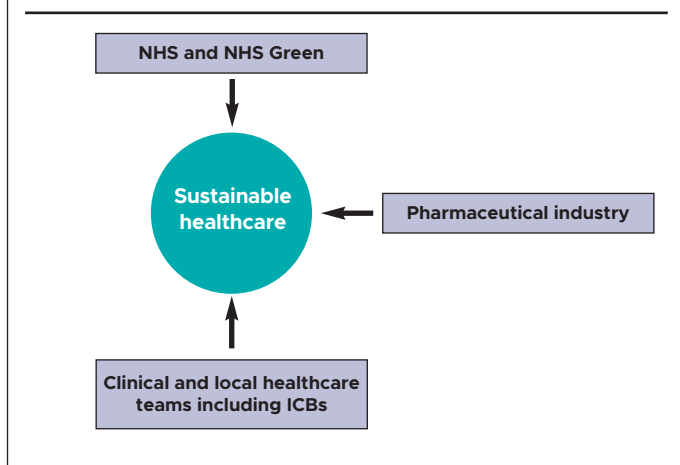 NHS and NHS Green
Sustainable
healthcare
Pharmaceutical industry
Clinical and local healthcare
teams including ICBs